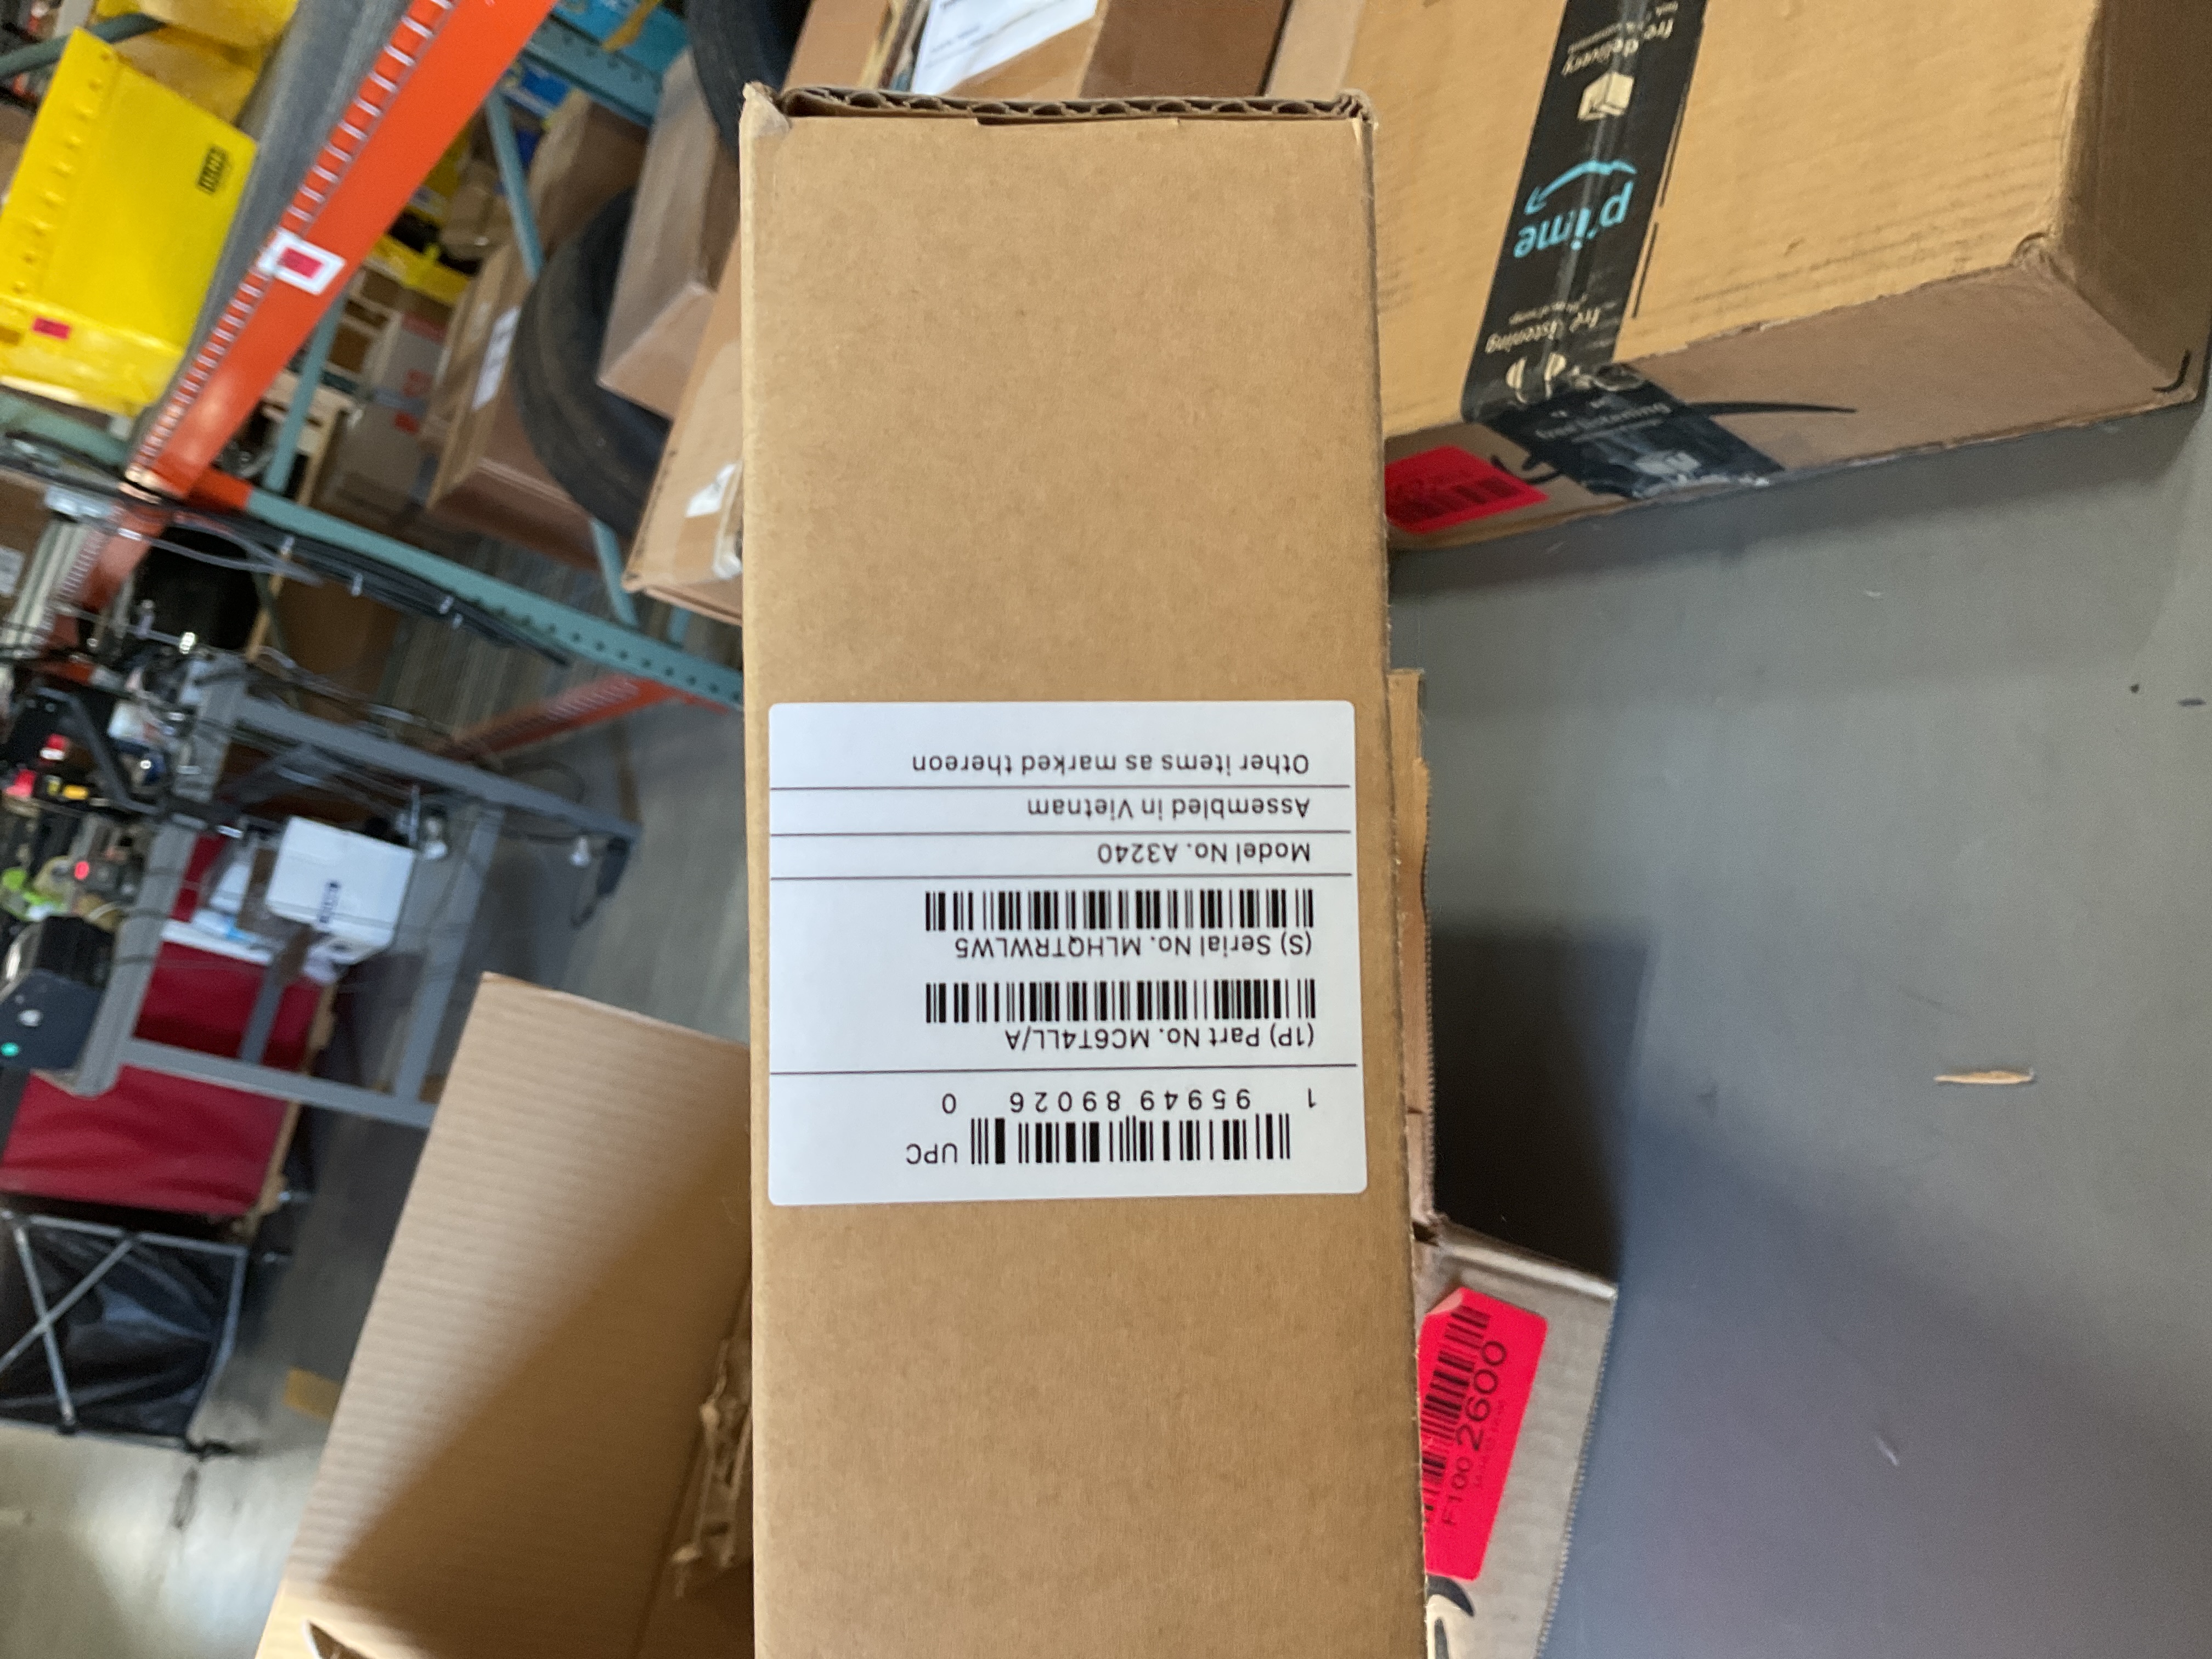 UPC
1 95949 89026 0
(1P) Part No. MC6T4LL/A
(S) Serial No. MLHQTRWLW5
Model No. A3240
Assembled in Vietnam
Other items as marked thereon
prime
F100 2600